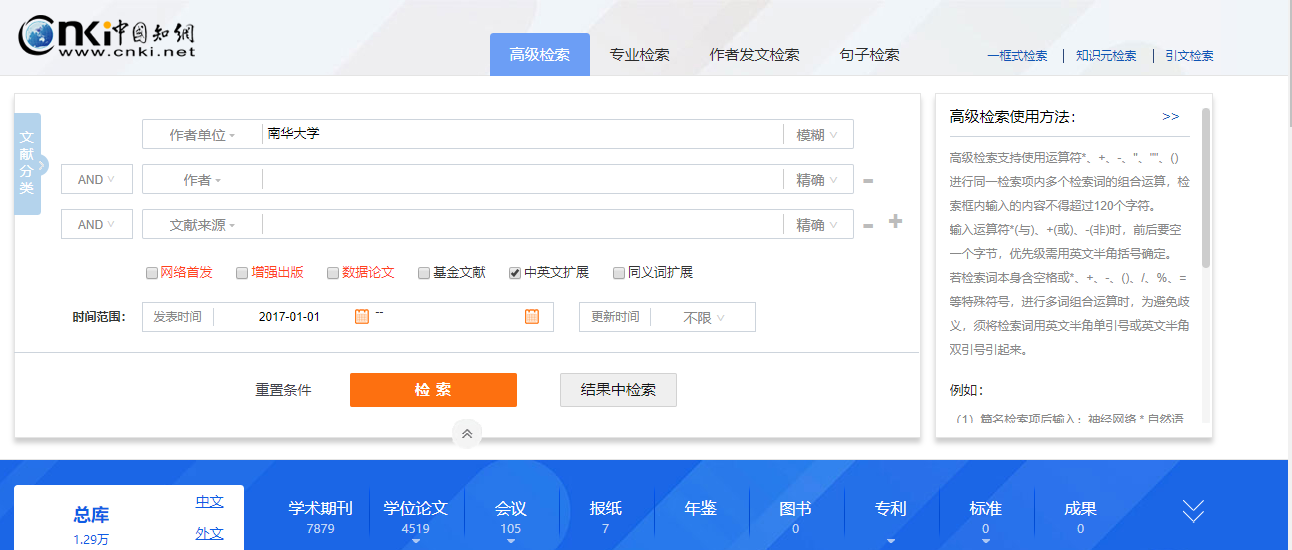 cnki中国知网
www.cnki.net
高级检索 专业检索 作者发文检索 句子检索 一框式检索 知识元检索 引文检索
文献分类
作者单位 南华大学 模糊
AND 作者 精确
AND 文献来源 精确
网络首发 增强出版 数据论文 基金文献 中英文扩展 同义词扩展
时间范围： 发表时间 2017-01-01 -- 更新时间 不限
重置条件 检索 结果中检索
高级检索使用方法： >>
高级检索支持使用运算符*、+、-、''、""、()
进行同一检索项内多个检索词的组合运算，检
索框内输入的内容不得超过120个字符。
输入运算符*(与)、+(或)、-(非)时，前后要空
一个字节，优先级需用英文半角括号确定。
若检索词本身含空格或*、+、-、()、/、%、=
等特殊符号，进行多词组合运算时，为避免歧
义，须将检索词用英文半角单引号或英文半角
双引号引起来。
例如：
（1）篇名检索项后输入：神经网络 * 自然语
总库 中文
1.29万 外文
学术期刊 学位论文 会议 报纸 年鉴 图书 专利 标准 成果
7879 4519 105 7 0 0 0